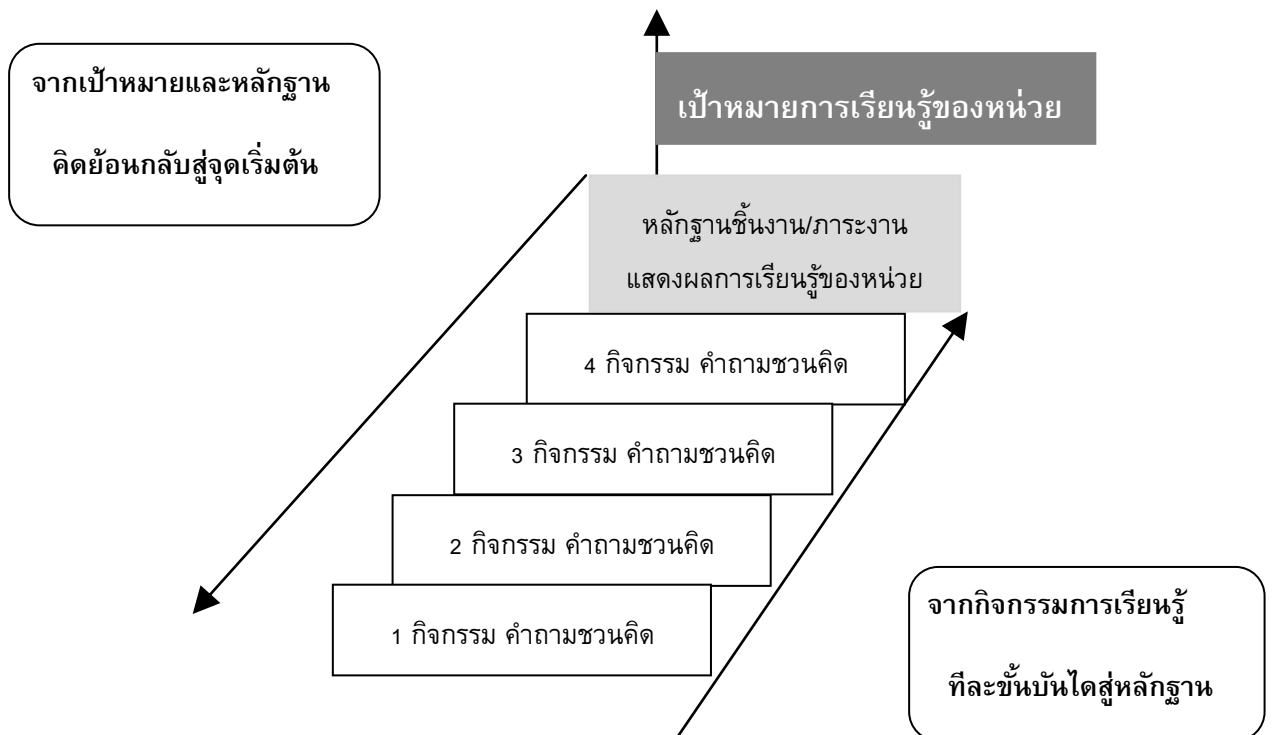 จากเป้าหมายและหลักฐาน
คิดย้อนกลับสู่จุดเริ่มต้น
เป้าหมายการเรียนรู้ของหน่วย
หลักฐานชิ้นงาน/ภาระงาน
แสดงผลการเรียนรู้ของหน่วย
4 กิจกรรม คำถามชวนคิด
3 กิจกรรม คำถามชวนคิด
2 กิจกรรม คำถามชวนคิด
1 กิจกรรม คำถามชวนคิด
จากกิจกรรมการเรียนรู้
ทีละขั้นบันไดสู่หลักฐาน